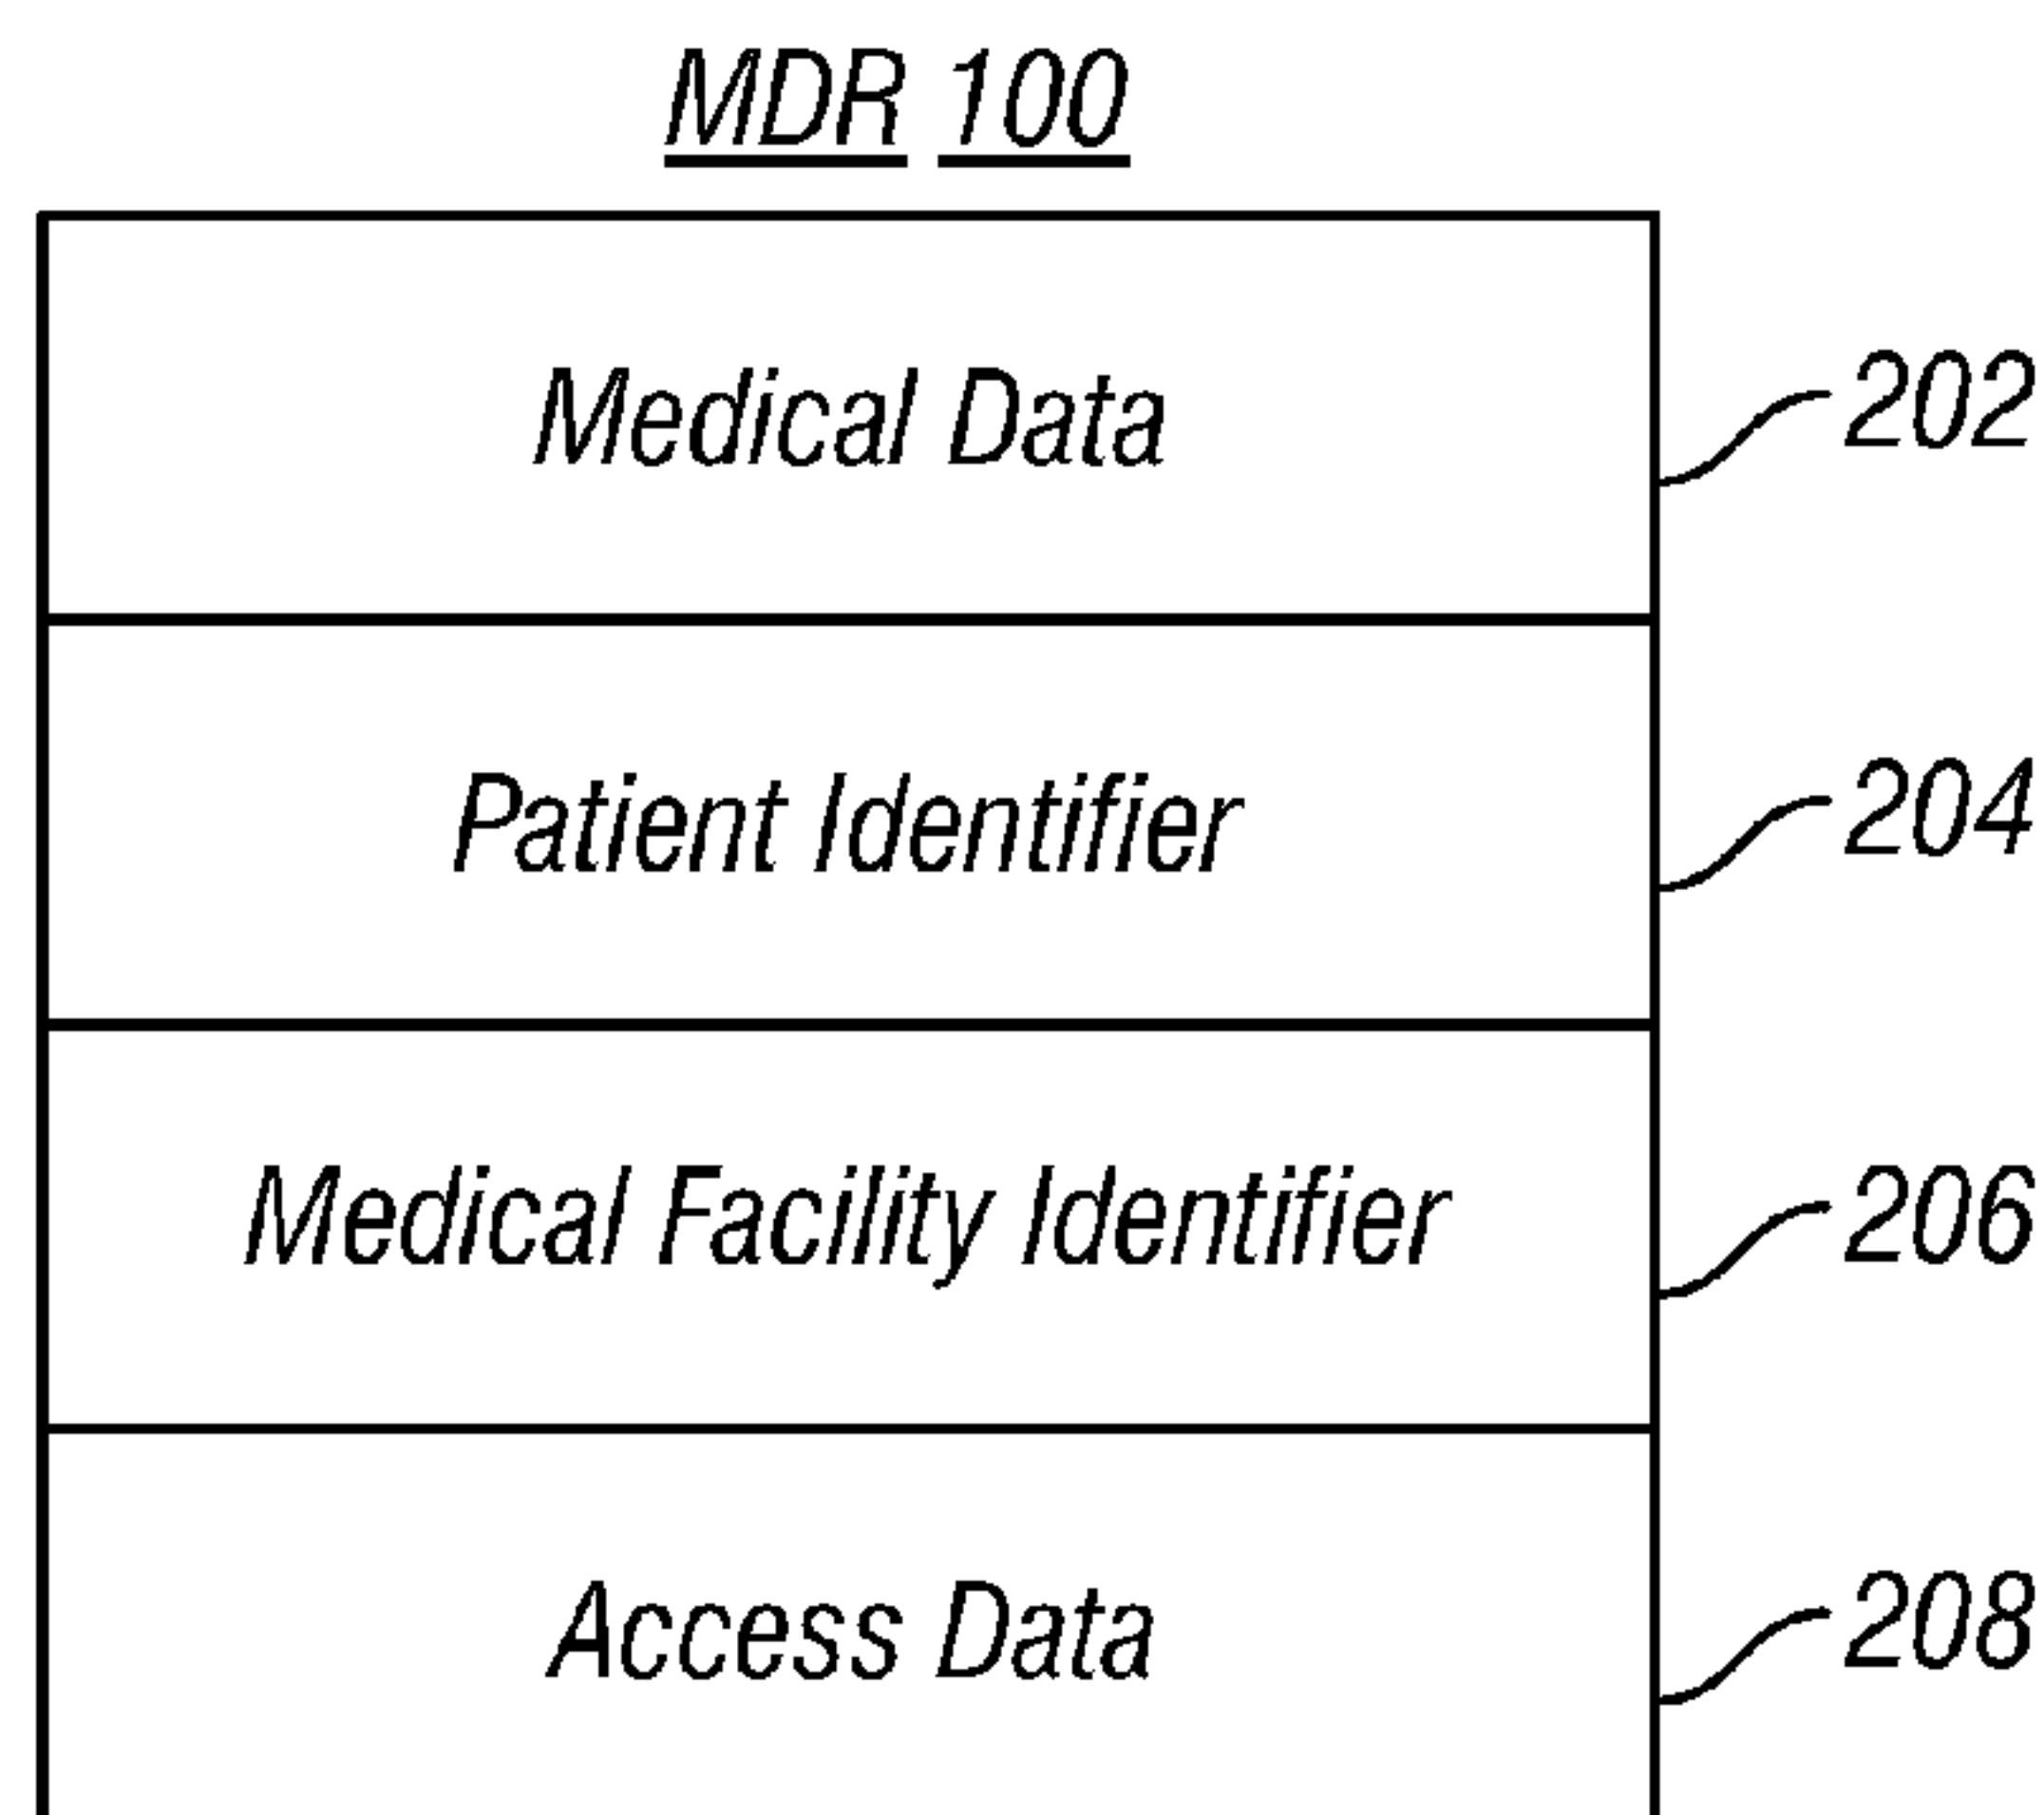 MDR 100
Medical Data
202
Patient Identifier
204
Medical Facility Identifier
206
Access Data
208